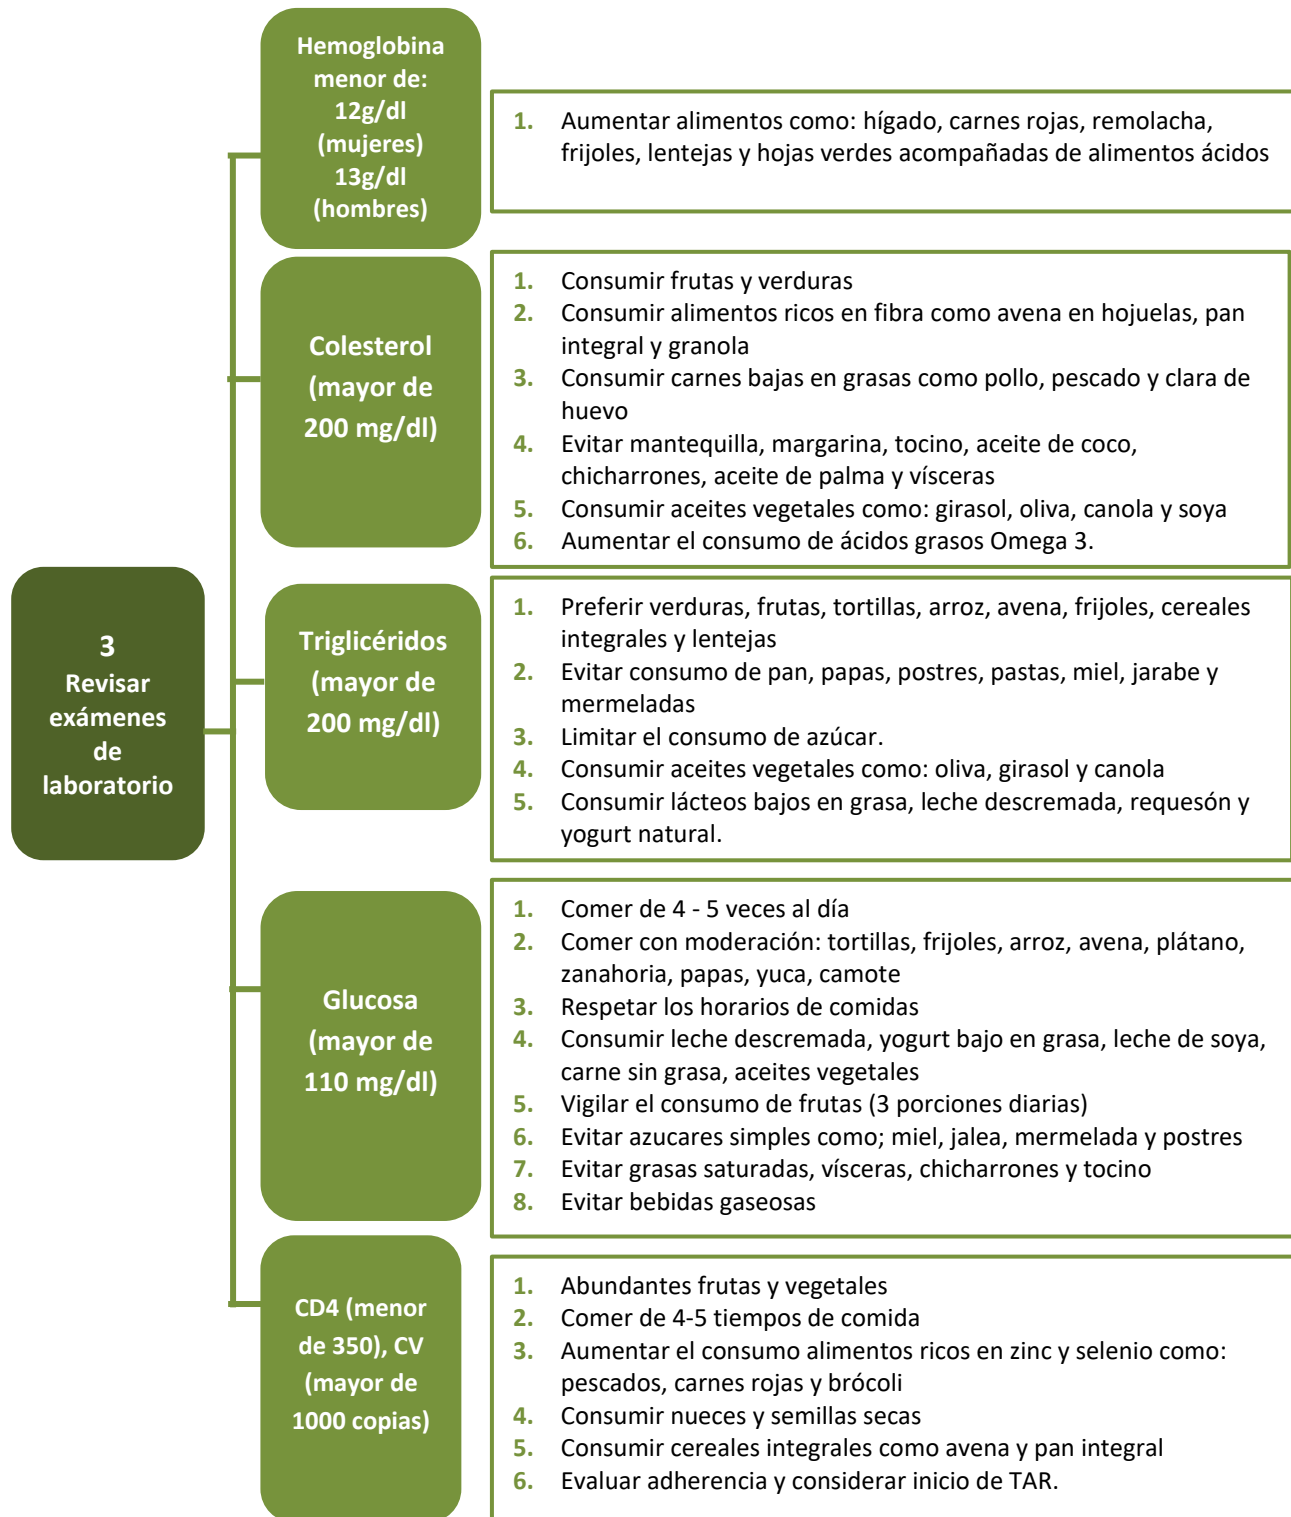 Hemoglobina
menor de:
12g/dl
(mujeres)
13g/dl
(hombres)
1. Aumentar alimentos como: hígado, carnes rojas, remolacha,
frijoles, lentejas y hojas verdes acompañadas de alimentos ácidos
Colesterol
(mayor de
200 mg/dl)
1. Consumir frutas y verduras
2. Consumir alimentos ricos en fibra como avena en hojuelas, pan
integral y granola
3. Consumir carnes bajas en grasas como pollo, pescado y clara de
huevo
4. Evitar mantequilla, margarina, tocino, aceite de coco,
chicharrones, aceite de palma y vísceras
5. Consumir aceites vegetales como: girasol, oliva, canola y soya
6. Aumentar el consumo de ácidos grasos Omega 3.
3
Revisar
exámenes
de
laboratorio
Triglicéridos
(mayor de
200 mg/dl)
1. Preferir verduras, frutas, tortillas, arroz, avena, frijoles, cereales
integrales y lentejas
2. Evitar consumo de pan, papas, postres, pastas, miel, jarabe y
mermeladas
3. Limitar el consumo de azúcar.
4. Consumir aceites vegetales como: oliva, girasol y canola
5. Consumir lácteos bajos en grasa, leche descremada, requesón y
yogurt natural.
Glucosa
(mayor de
110 mg/dl)
1. Comer de 4 - 5 veces al día
2. Comer con moderación: tortillas, frijoles, arroz, avena, plátano,
zanahoria, papas, yuca, camote
3. Respetar los horarios de comidas
4. Consumir leche descremada, yogurt bajo en grasa, leche de soya,
carne sin grasa, aceites vegetales
5. Vigilar el consumo de frutas (3 porciones diarias)
6. Evitar azucares simples como; miel, jalea, mermelada y postres
7. Evitar grasas saturadas, vísceras, chicharrones y tocino
8. Evitar bebidas gaseosas
CD4 (menor
de 350), CV
(mayor de
1000 copias)
1. Abundantes frutas y vegetales
2. Comer de 4-5 tiempos de comida
3. Aumentar el consumo alimentos ricos en zinc y selenio como:
pescados, carnes rojas y brócoli
4. Consumir nueces y semillas secas
5. Consumir cereales integrales como avena y pan integral
6. Evaluar adherencia y considerar inicio de TAR.